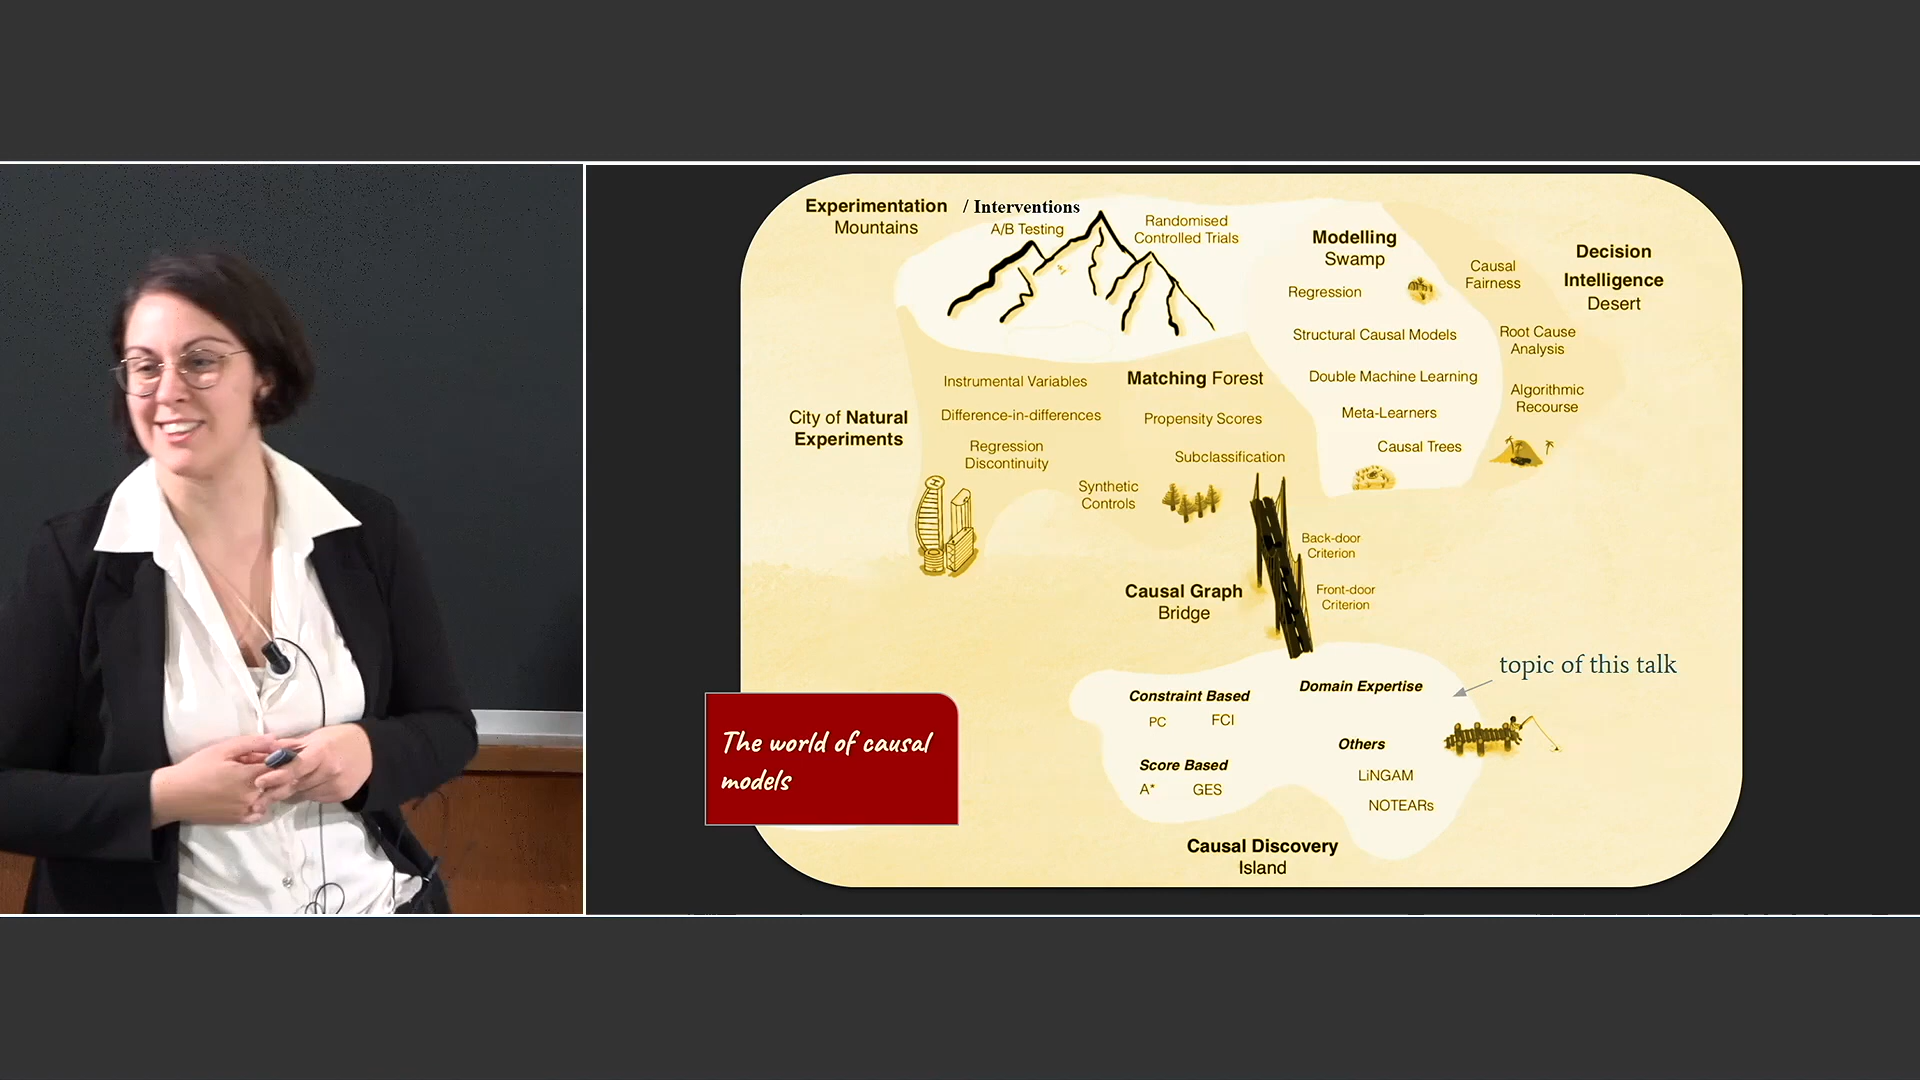 Experimentation / Interventions
Mountains
A/B Testing
Randomised
Controlled Trials
Modelling
Swamp
Regression
Structural Causal Models
Double Machine Learning
Meta-Learners
Causal Trees
Causal
Fairness
Decision
Intelligence
Desert
Root Cause
Analysis
Algorithmic
Recourse
City of Natural
Experiments
Instrumental Variables
Difference-in-differences
Regression
Discontinuity
Matching Forest
Propensity Scores
Subclassification
Synthetic
Controls
Back-door
Criterion
Causal Graph
Bridge
Front-door
Criterion
topic of this talk
Constraint Based
PC FCI
Domain Expertise
Score Based
A* GES
Others
LiNGAM
NOTEARs
Causal Discovery
Island
The world of causal
models